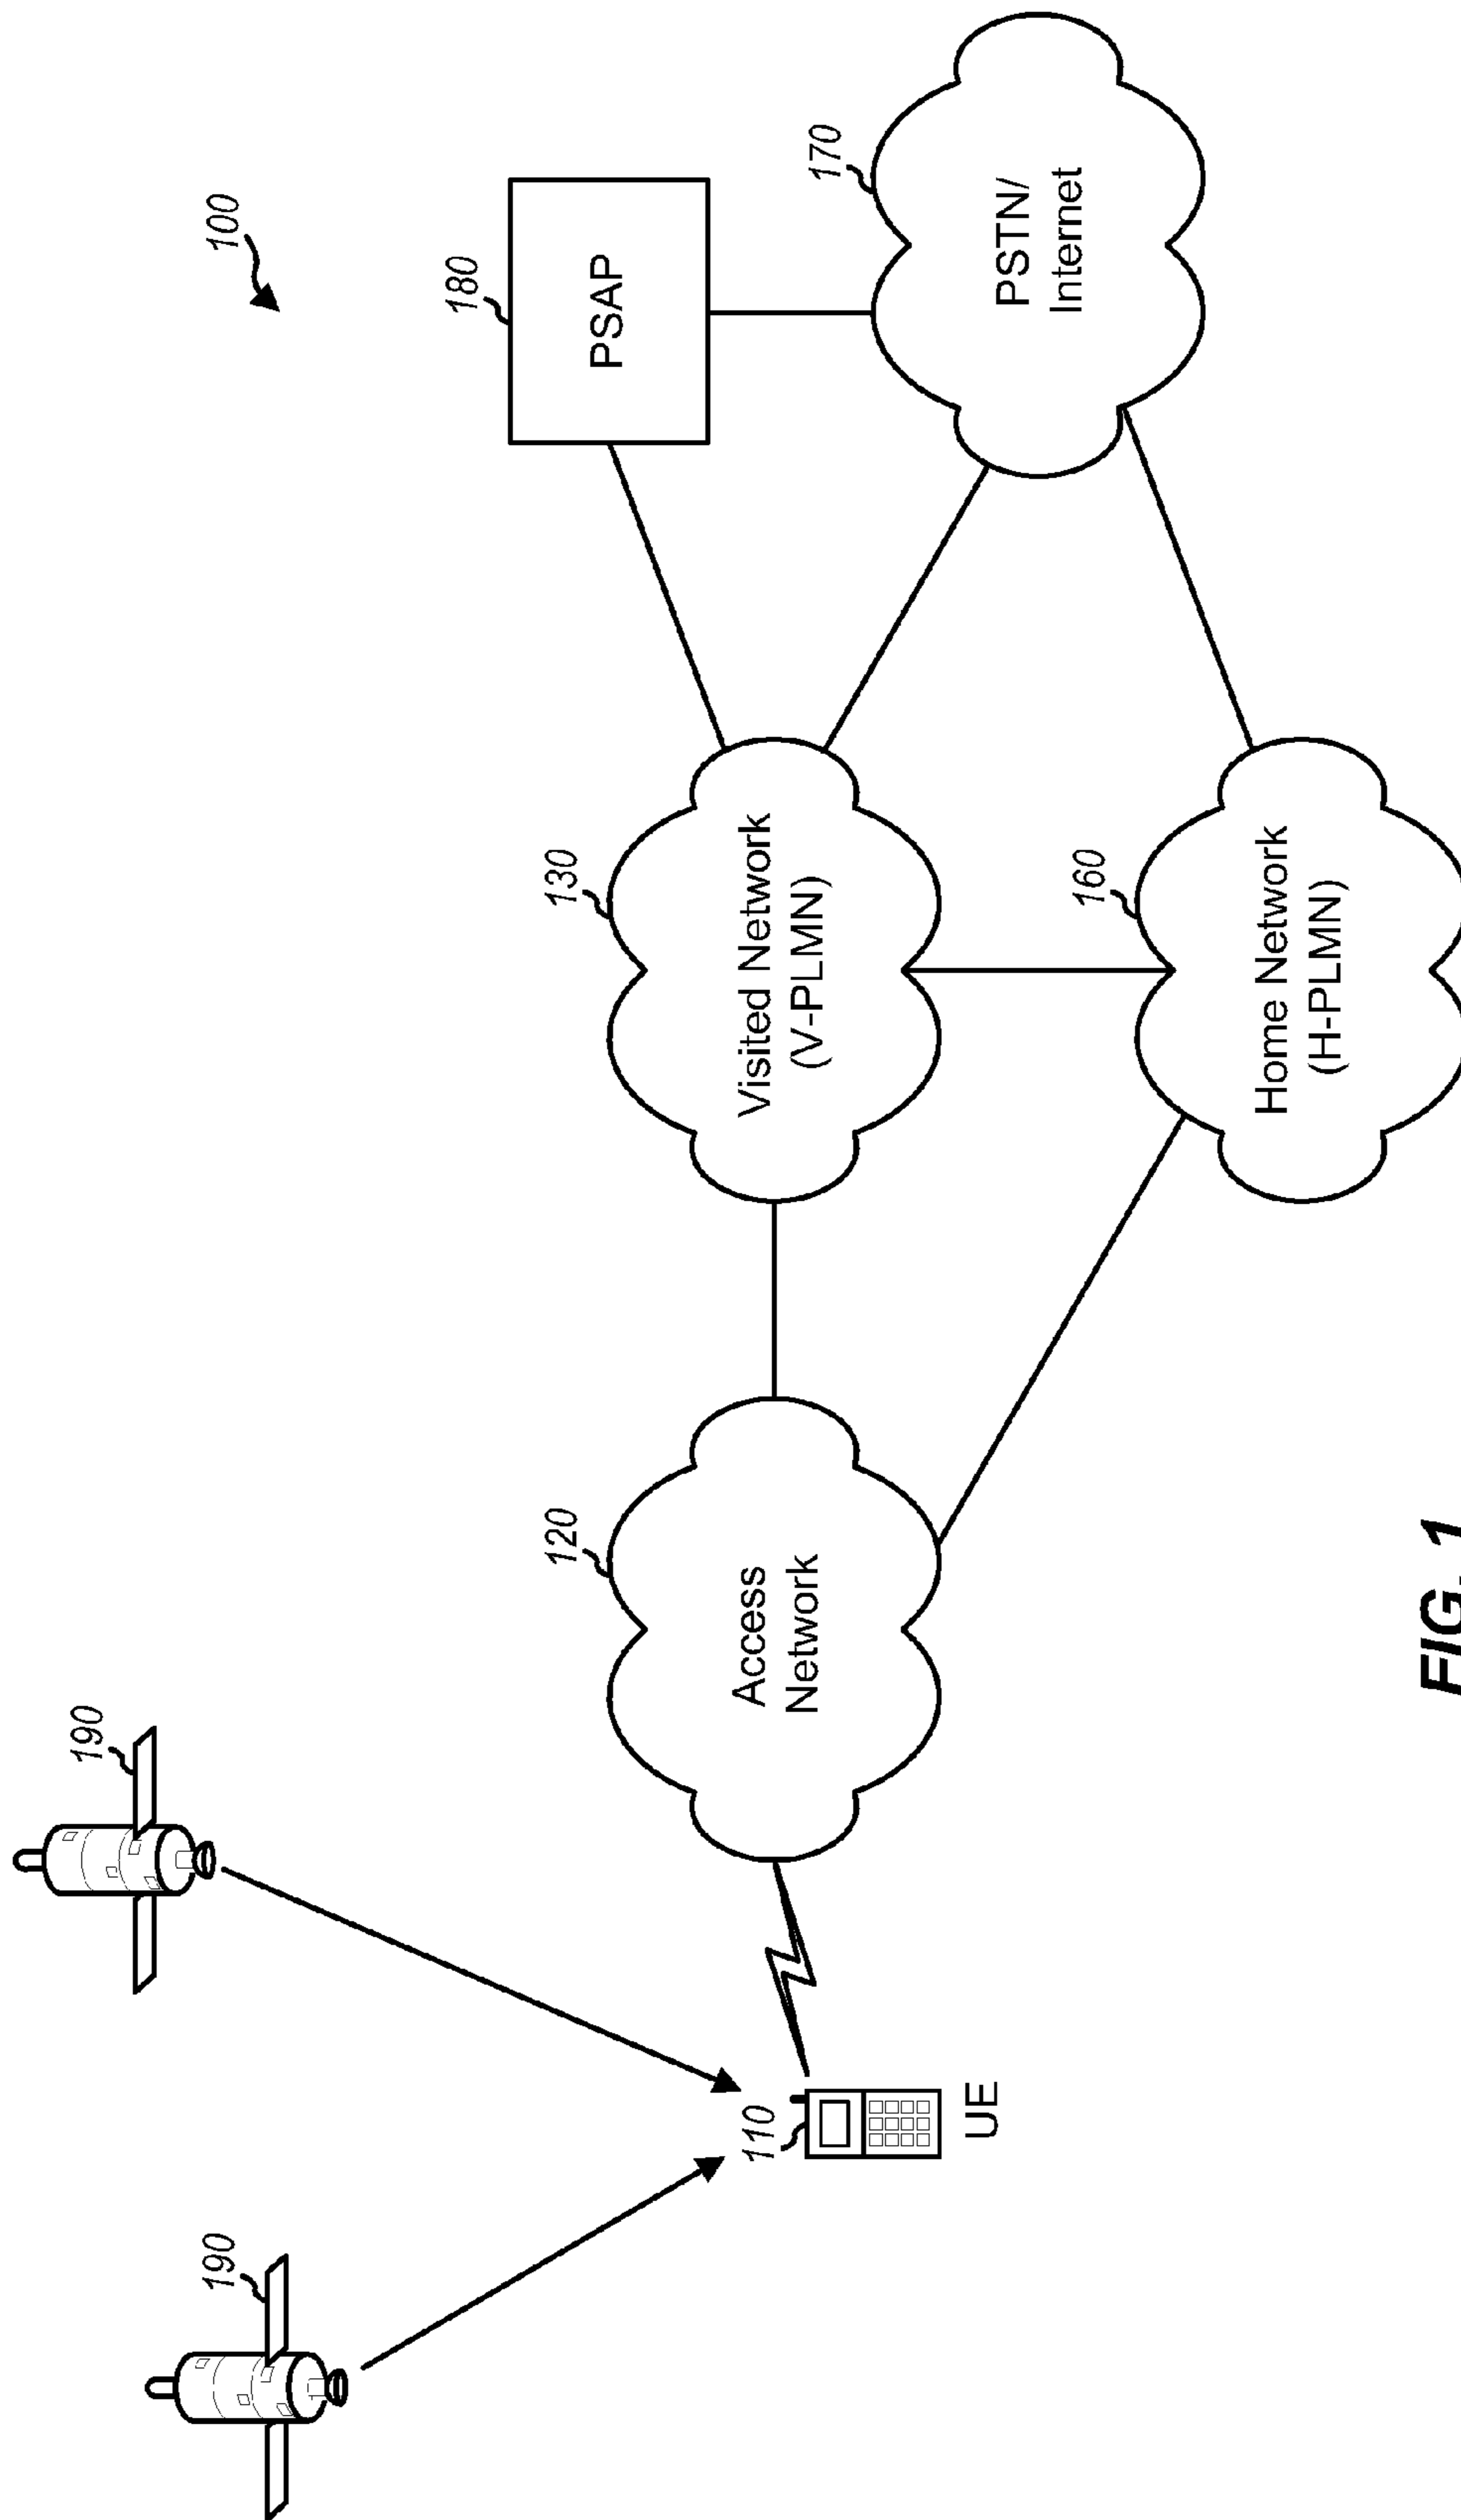 100
190
190
180
PSAP
120
130
170
110
Access
Network
Visited Network
(V-PLMN)
PSTN/
Internet
UE
160
Home Network
(H-PLMN)
FIG. 1